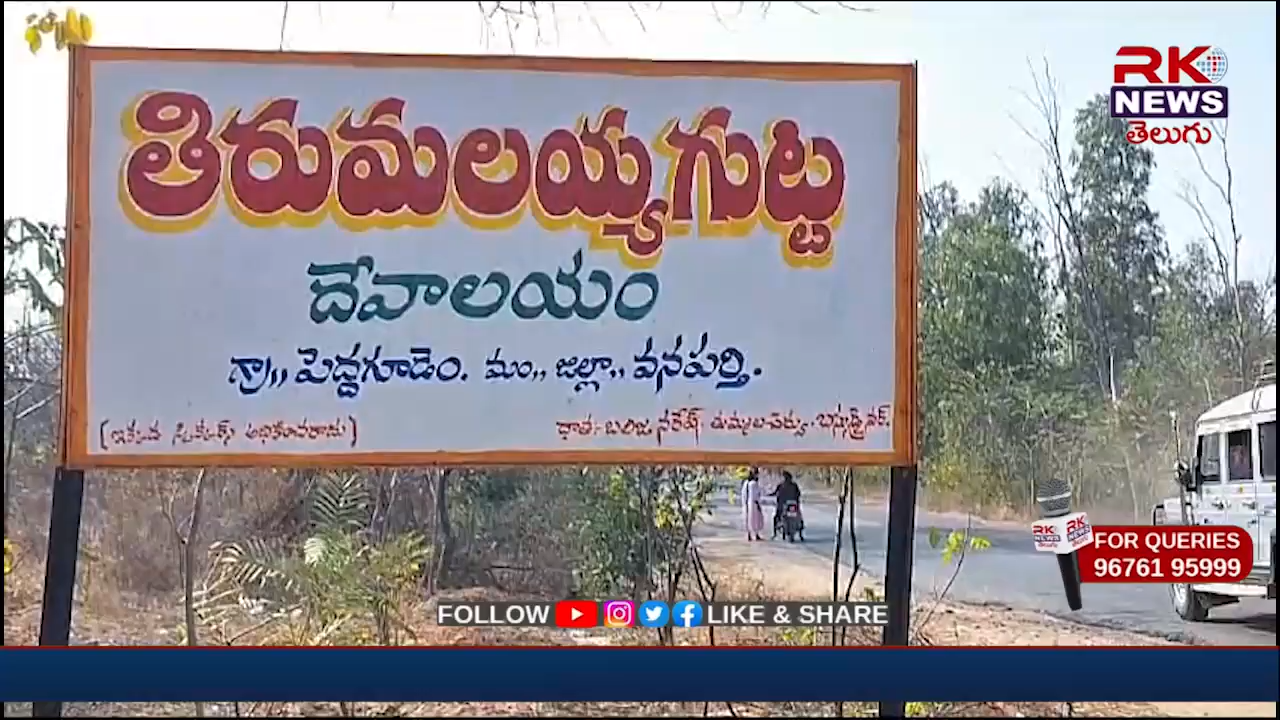 తిరుమలయ్యగుట్ట
దేవాలయం
గ్రా,, పెద్దగూడెం. మం,, జిల్లా,, వనపర్తి.
దాత:- బలిజ నరేష్
RK
NEWS
తెలుగు
FOR QUERIES
96761 95999
FOLLOW LIKE & SHARE